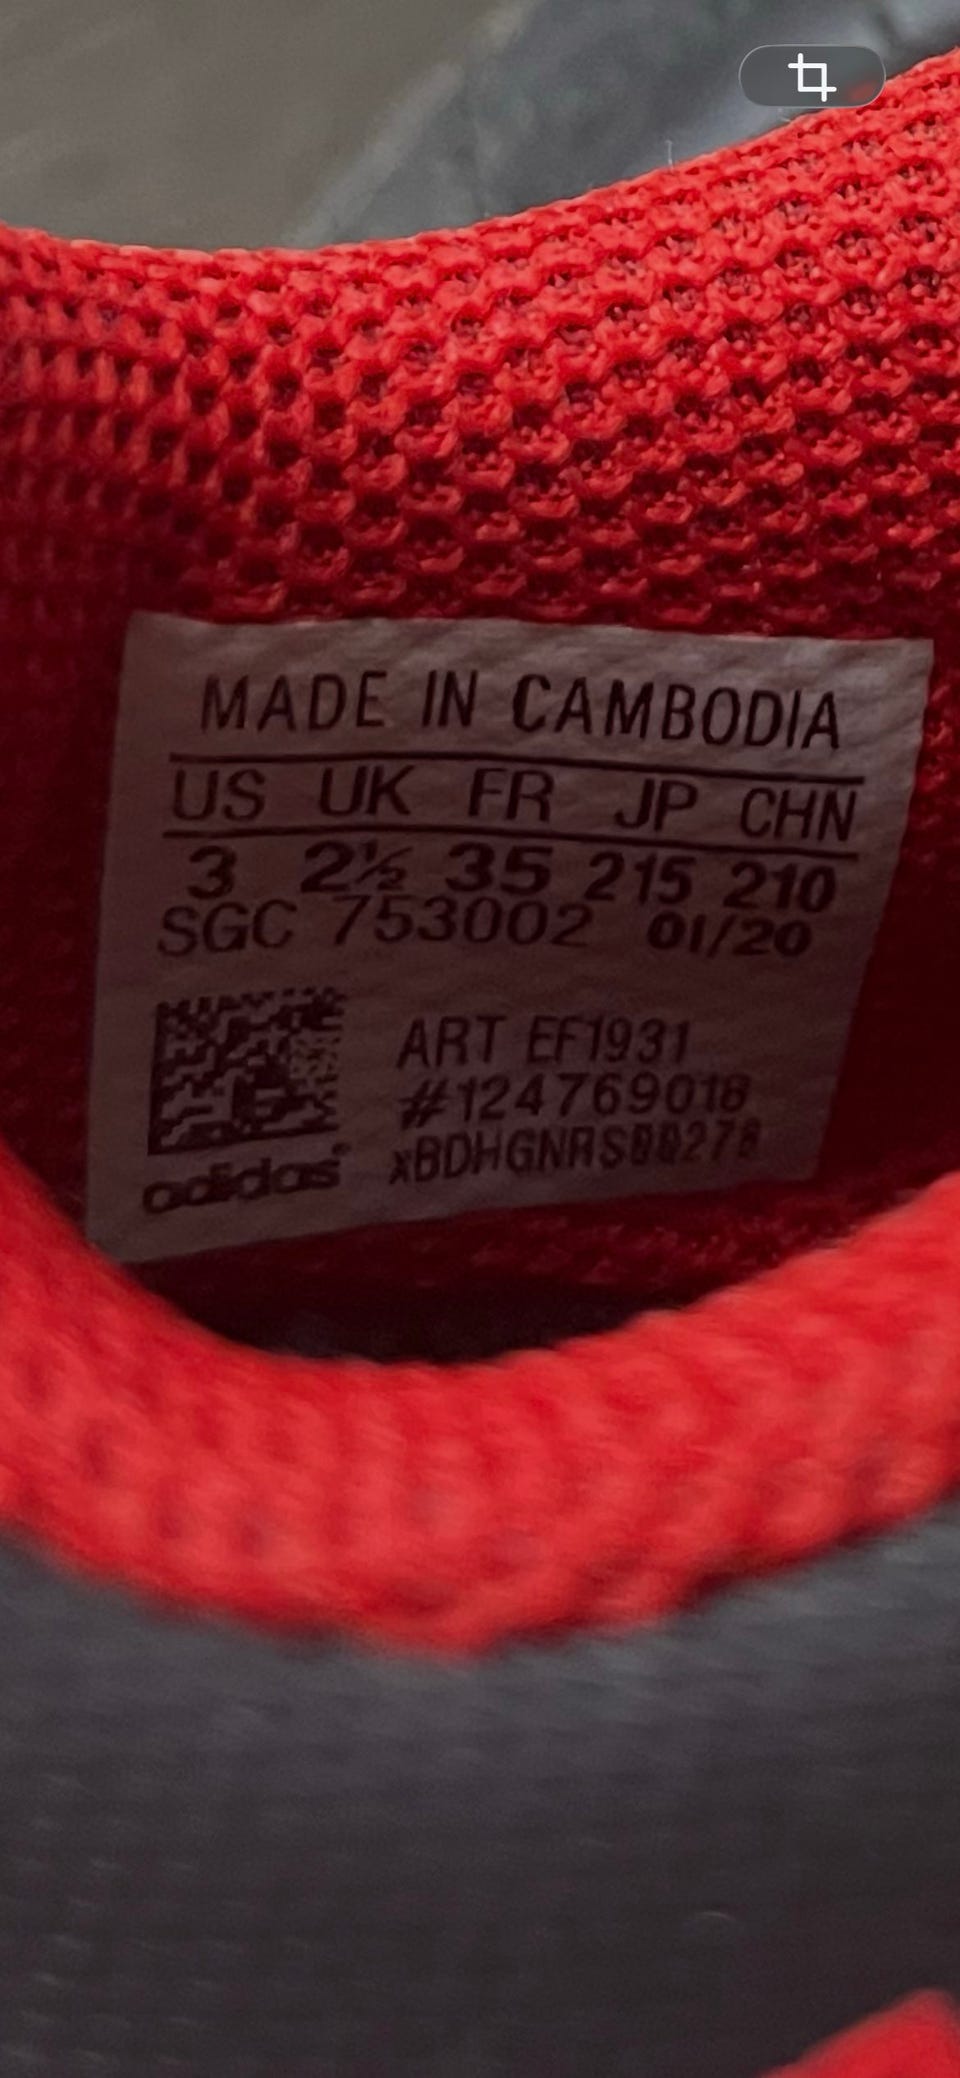 MADE IN CAMBODIA
US UK FR JP CHN
3 2½ 35 215 210
SGC 753002 01/20
ART EF1931
#124769018
adidas